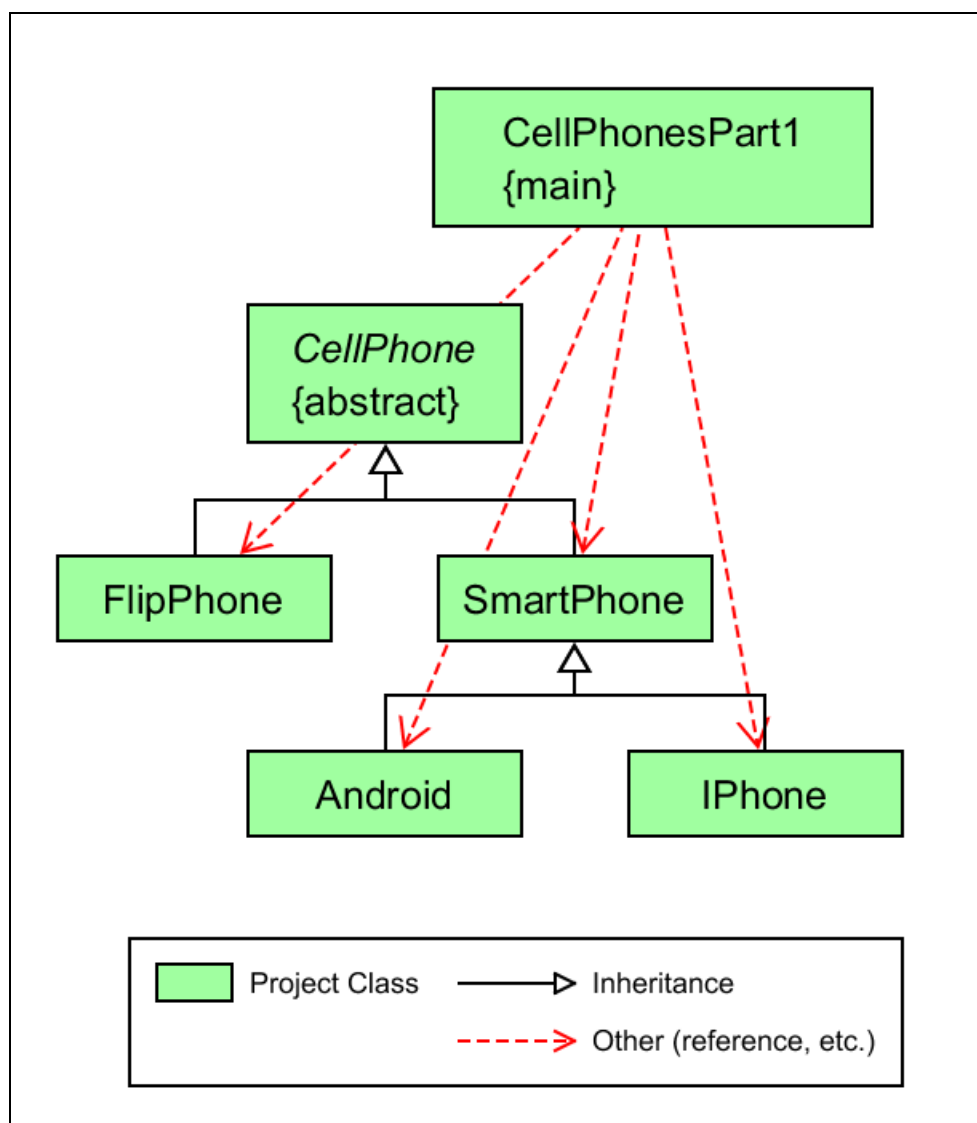 CellPhonesPart1
{main}
CellPhone
{abstract}
FlipPhone
SmartPhone
Android
IPhone
Project Class
Inheritance
Other (reference, etc.)